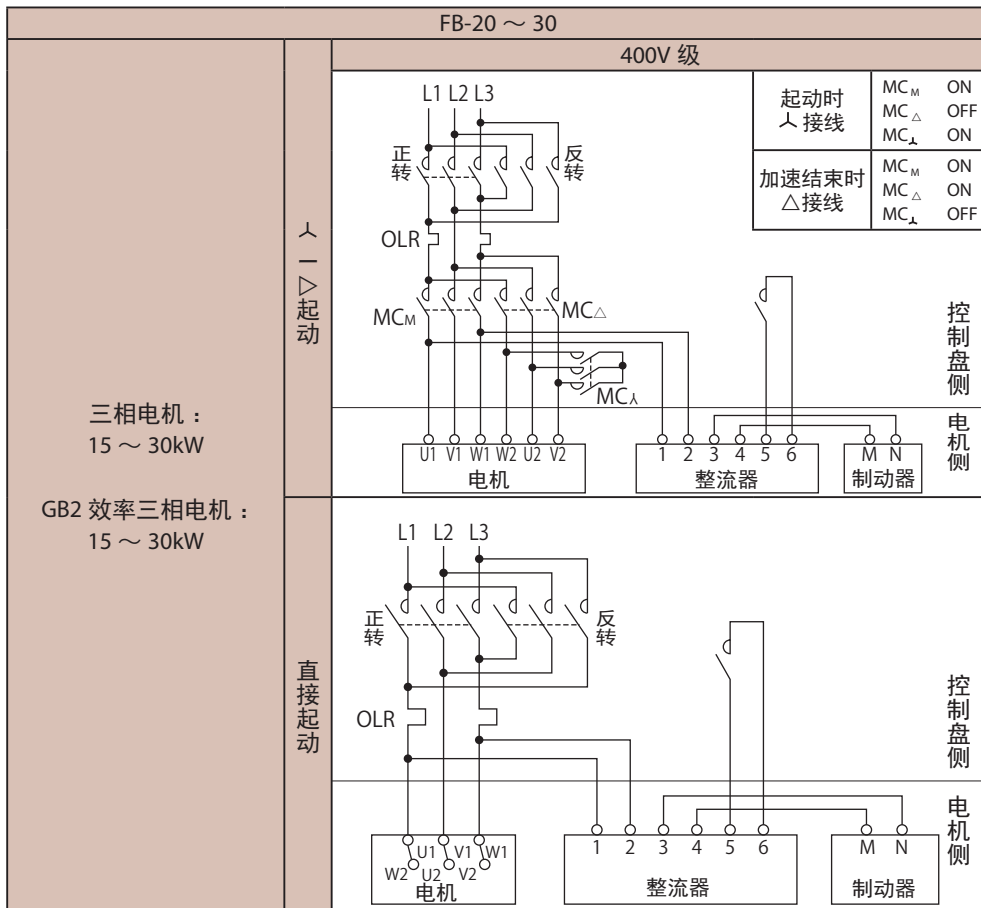 FB-20 ～ 30
400V 级
三相电机：
15 ～ 30kW
GB2 效率三相电机：
15 ～ 30kW
人－▷起动
L1 L2 L3
正转
反转
OLR
MCM
MC△
MC人
起动时
人接线
MCM ON
MC△ OFF
MC人 ON
加速结束时
△接线
MCM ON
MC△ ON
MC人 OFF
控制盘侧
电机侧
U1 V1 W1 W2 U2 V2
电机
1 2 3 4 5 6
整流器
M N
制动器
直接起动
L1 L2 L3
正转
反转
OLR
控制盘侧
电机侧
U1 V1 W1
W2 U2 V2
电机
1 2 3 4 5 6
整流器
M N
制动器